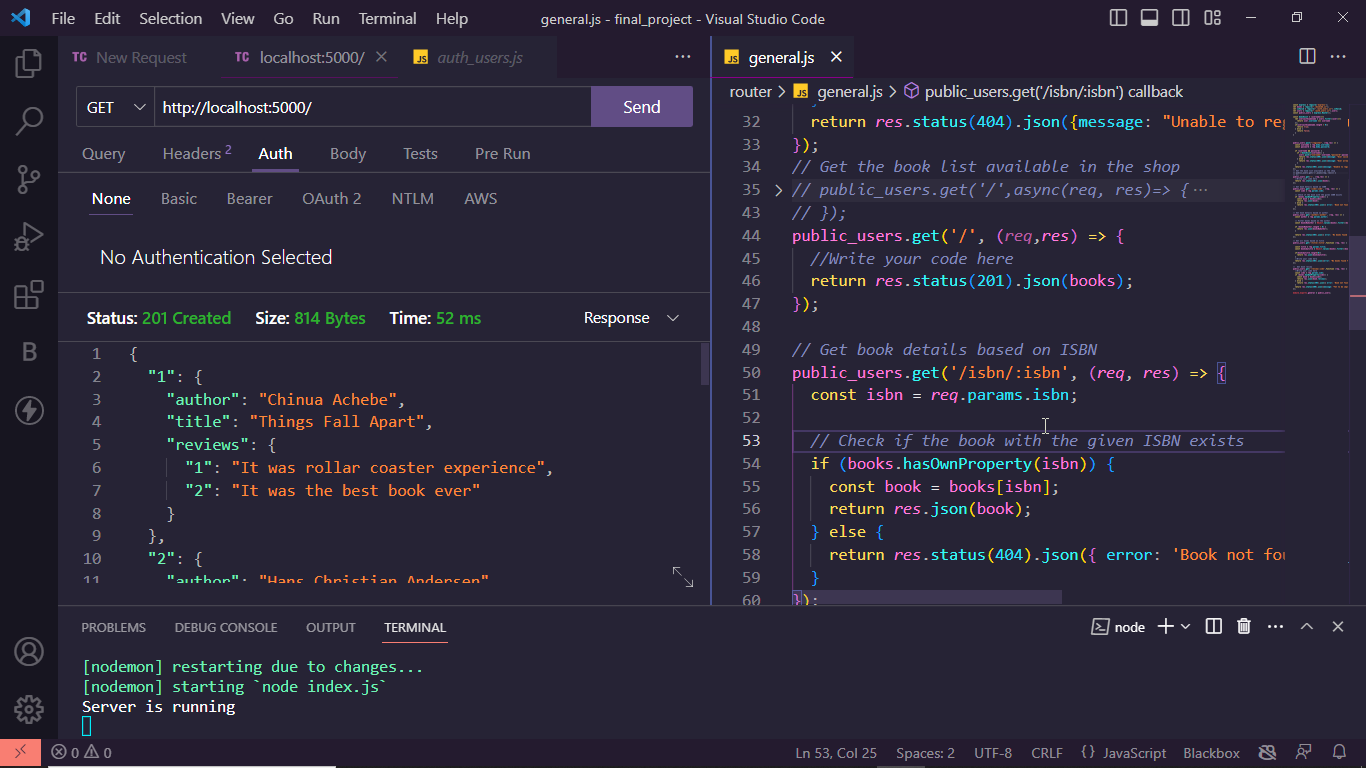 File Edit Selection View Go Run Terminal Help general.js - final_project - Visual Studio Code
TC New Request TC localhost:5000/ JS auth_users.js
GET http://localhost:5000/ Send
Query Headers 2 Auth Body Tests Pre Run
None Basic Bearer OAuth 2 NTLM AWS
No Authentication Selected
Status: 201 Created Size: 814 Bytes Time: 52 ms Response
1 {
2 "1": {
3 "author": "Chinua Achebe",
4 "title": "Things Fall Apart",
5 "reviews": {
6 "1": "It was rollar coaster experience",
7 "2": "It was the best book ever"
8 }
9 },
10 "2": {
11 "author": "Hans Christian Andersen"
JS general.js
router > JS general.js > public_users.get('/isbn/:isbn') callback
32 return res.status(404).json({message: "Unable to reg
33 });
34 // Get the book list available in the shop
35 // public_users.get('/',async(req, res)=> {···
43 // });
44 public_users.get('/', (req,res) => {
45 //Write your code here
46 return res.status(201).json(books);
47 });
48
49 // Get book details based on ISBN
50 public_users.get('/isbn/:isbn', (req, res) => {
51 const isbn = req.params.isbn;
52
53 // Check if the book with the given ISBN exists
54 if (books.hasOwnProperty(isbn)) {
55 const book = books[isbn];
56 return res.json(book);
57 } else {
58 return res.status(404).json({ error: 'Book not fou
59 }
60 });
PROBLEMS DEBUG CONSOLE OUTPUT TERMINAL node
[nodemon] restarting due to changes...
[nodemon] starting `node index.js`
Server is running
0 0 Ln 53, Col 25 Spaces: 2 UTF-8 CRLF {} JavaScript Blackbox